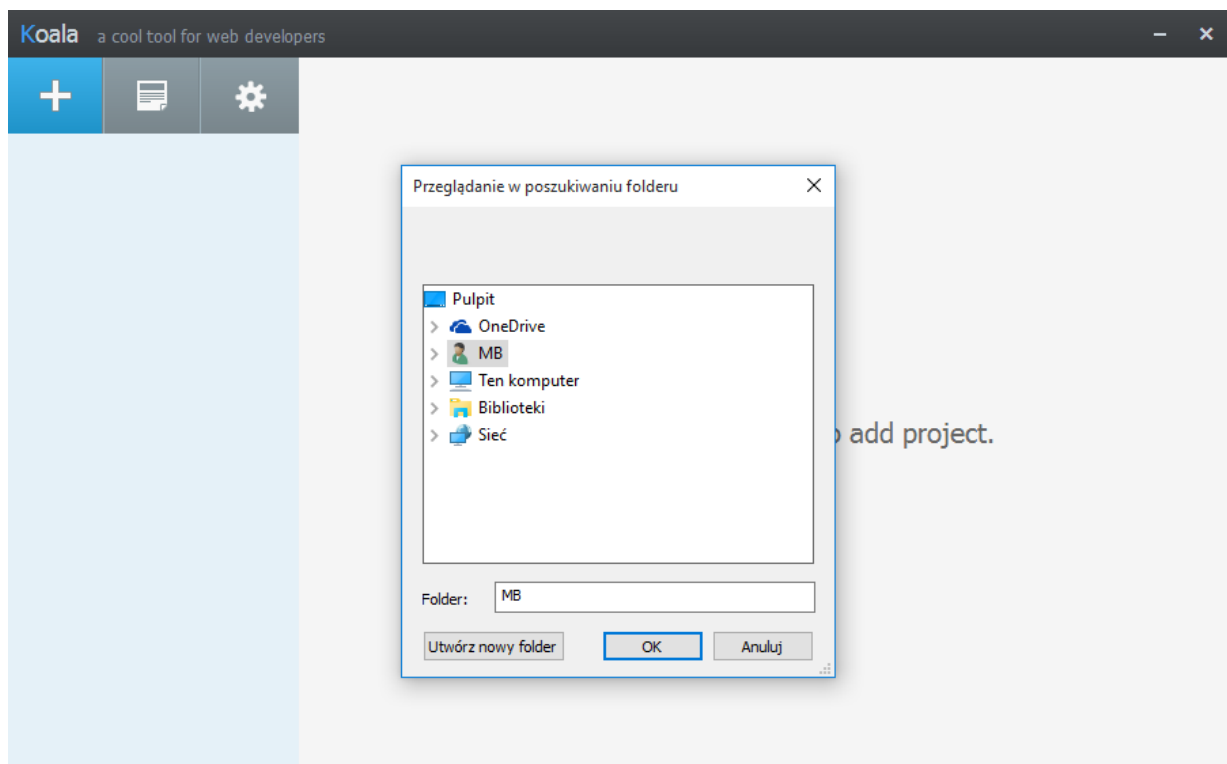 Koala a cool tool for web developers
Przeglądanie w poszukiwaniu folderu
Pulpit
OneDrive
MB
Ten komputer
Biblioteki
Sieć
add project.
Folder: MB
Utwórz nowy folder OK Anuluj